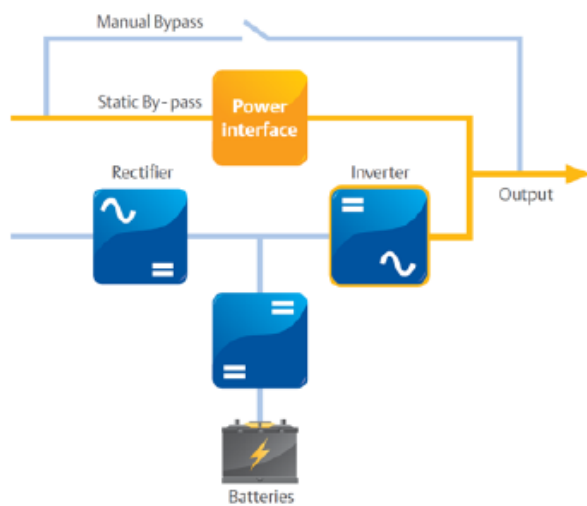 Manual Bypass
Static By-pass
Power
interface
Rectifier
Inverter
Output
Batteries